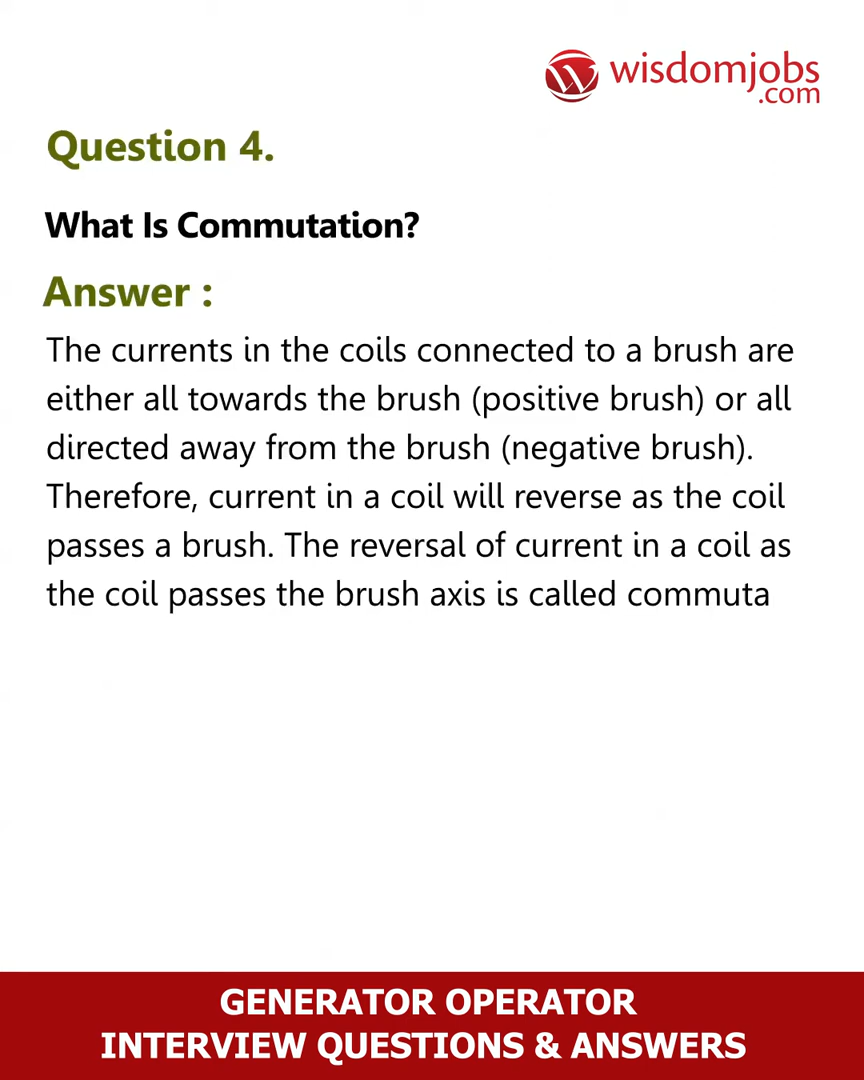 wisdomjobs
.com
Question 4.
What Is Commutation?
Answer :
The currents in the coils connected to a brush are
either all towards the brush (positive brush) or all
directed away from the brush (negative brush).
Therefore, current in a coil will reverse as the coil
passes a brush. The reversal of current in a coil as
the coil passes the brush axis is called commuta
GENERATOR OPERATOR
INTERVIEW QUESTIONS & ANSWERS